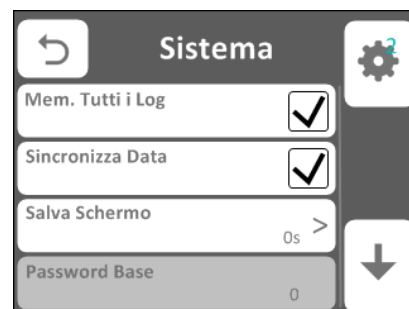 Sistema
2
Mem. Tutti i Log
Sincronizza Data
Salva Schermo
0s >
Password Base
0